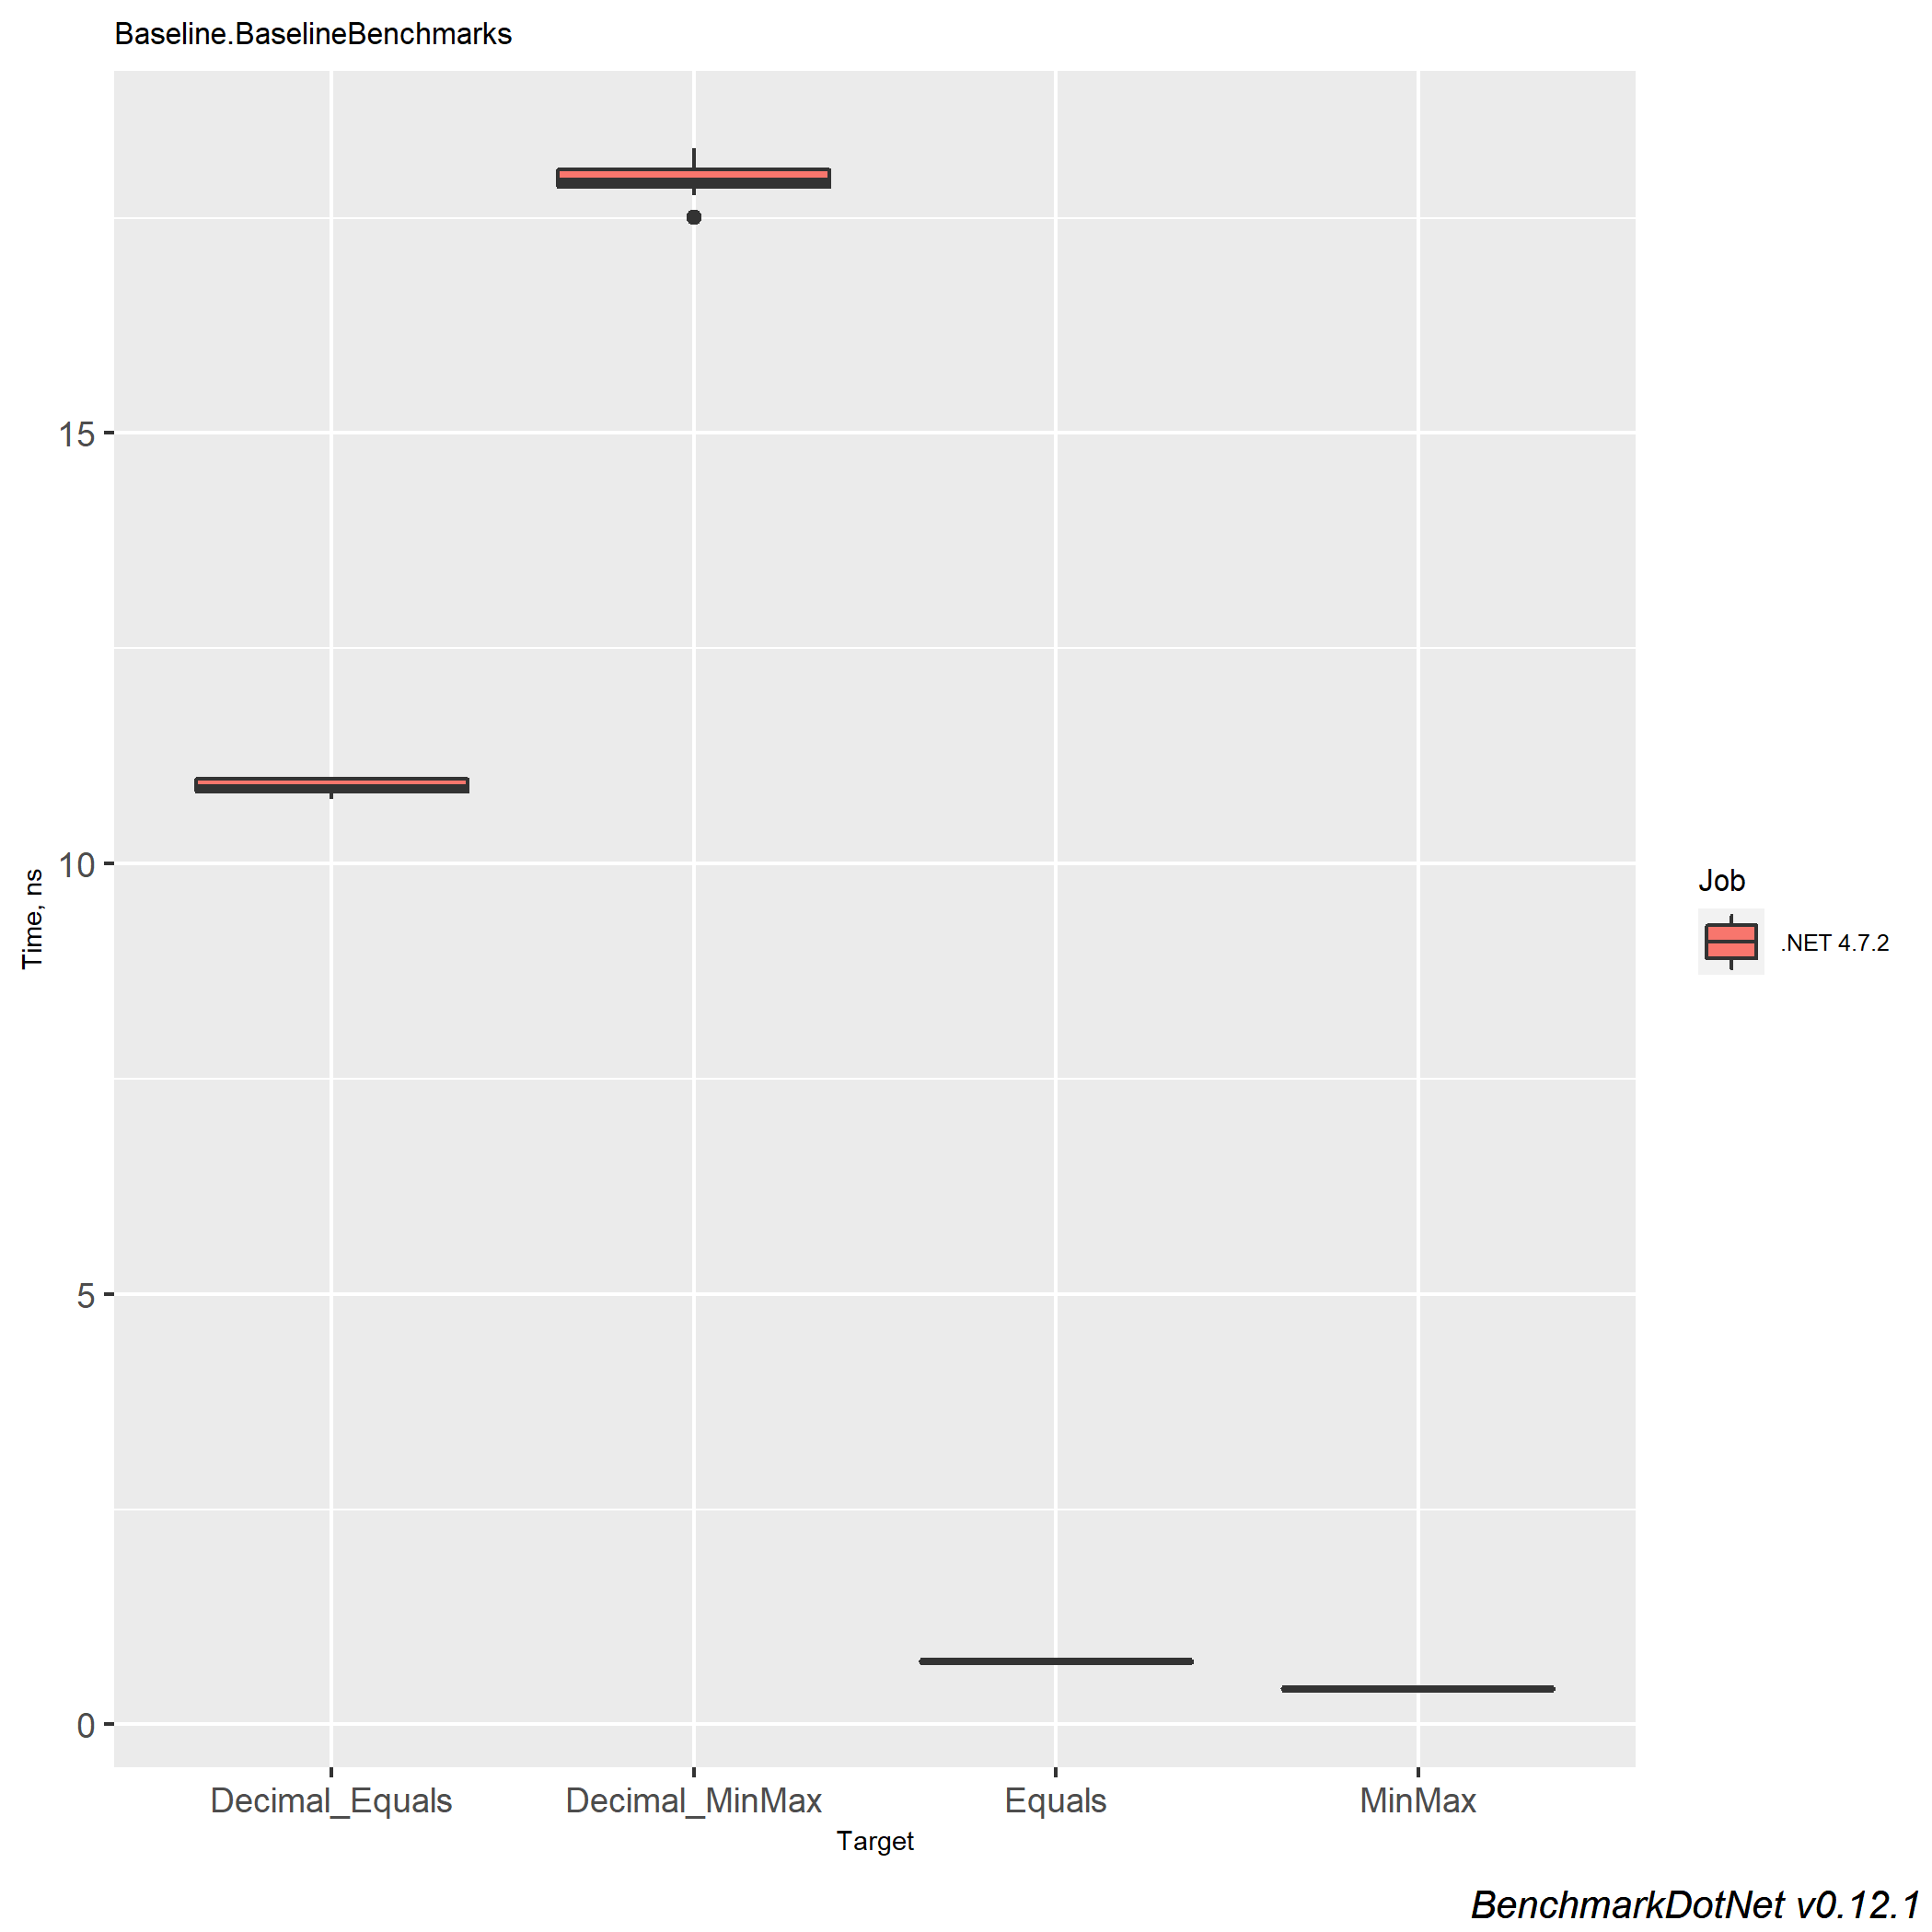 Baseline.BaselineBenchmarks
15
10
5
0
Time, ns
Decimal_Equals Decimal_MinMax Equals MinMax
Target
Job
.NET 4.7.2
BenchmarkDotNet v0.12.1